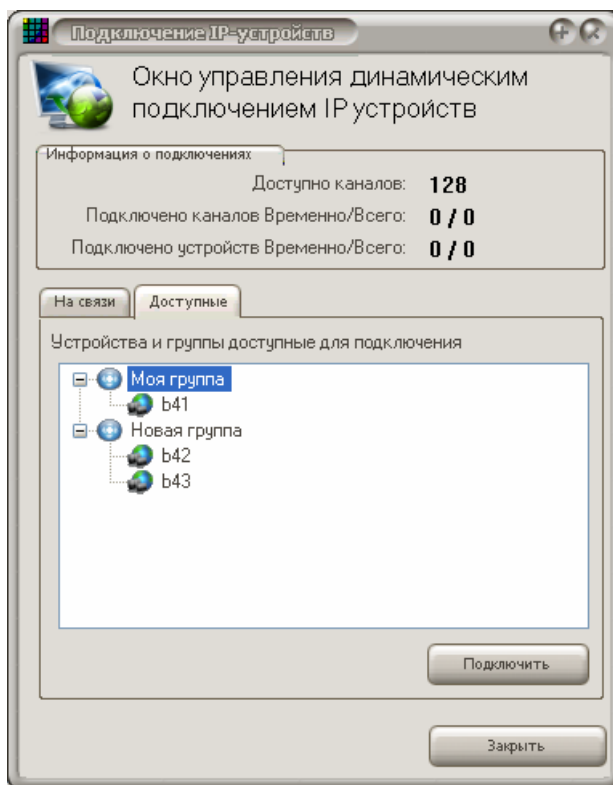 Подключение IP-устройств
Окно управления динамическим
подключением IP устройств
Информация о подключениях
Доступно каналов: 128
Подключено каналов Временно/Всего: 0 / 0
Подключено устройств Временно/Всего: 0 / 0
На связи Доступные
Устройства и группы доступные для подключения
Моя группа
b41
Новая группа
b42
b43
Подключить
Закрыть